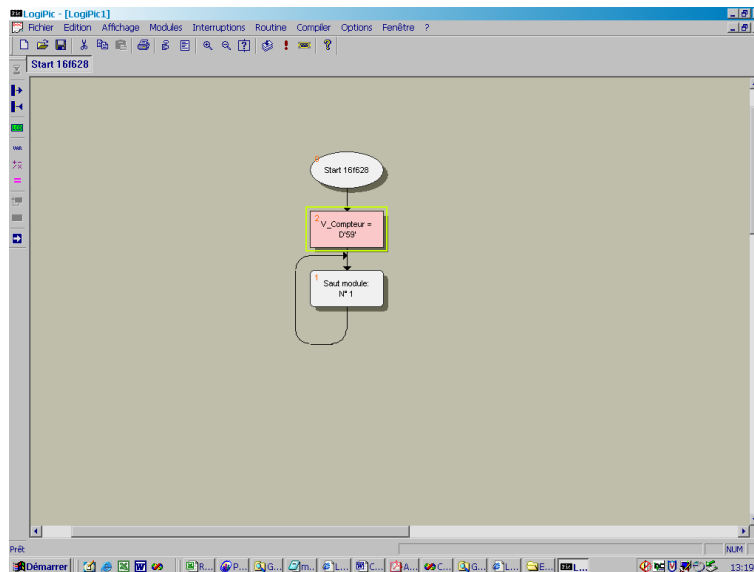 LogiPic - [LogiPic1]
Fichier Edition Affichage Modules Interruptions Routine Compiler Options Fenêtre ?
Start 16f628
Start 16f628
2
V_Compteur =
D'59'
1
Saut module:
N° 1
Prêt
NUM
Démarrer R... P... G... m... L... C... A... C... G... L... E... L... 13:19